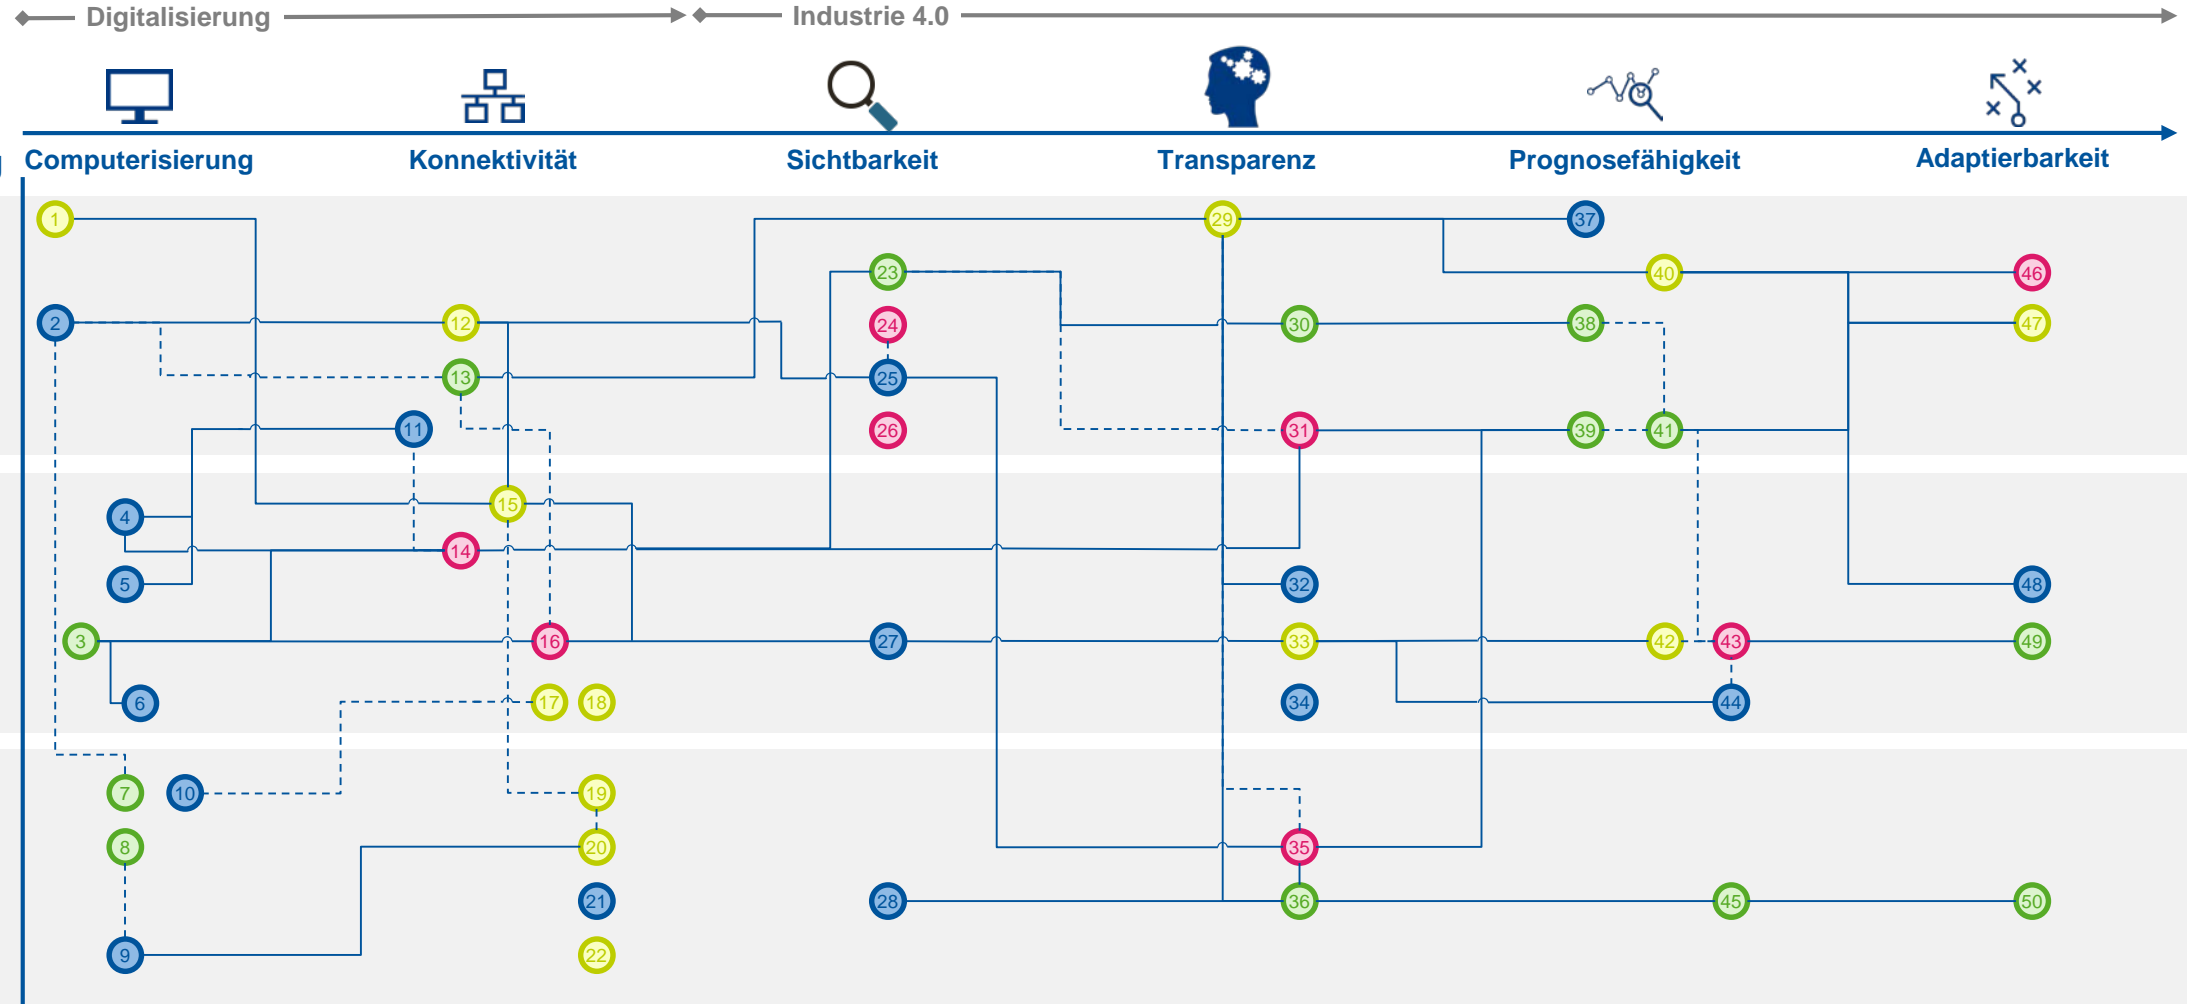 Digitalisierung Industrie 4.0
g Computerisierung Konnektivität Sichtbarkeit Transparenz Prognosefähigkeit Adaptierbarkeit
1 29 37
23 40 46
2 12 24 30 38 47
13 25
11 26 31 39 41
15
4
14
5 32 48
3 16 27 33 42 43 49
6 17 18 34 44
7 10 19
8 20 35
21 28 36 45 50
9 22